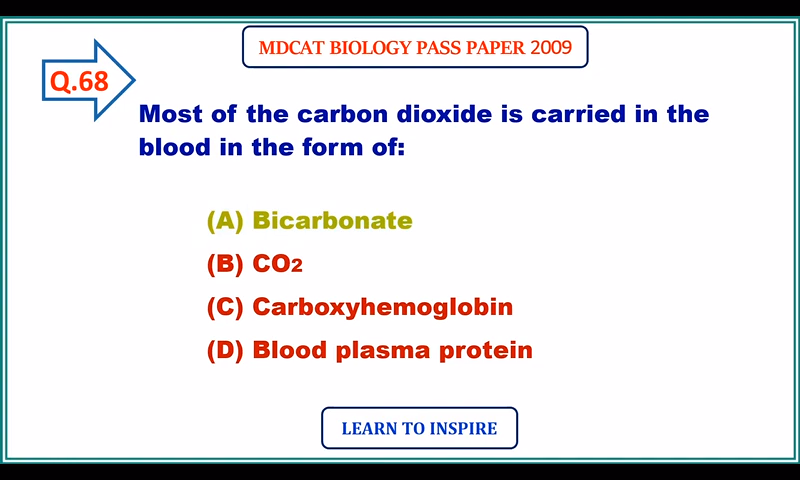 MDCAT BIOLOGY PASS PAPER 2009
Q.68
Most of the carbon dioxide is carried in the
blood in the form of:
(A) Bicarbonate
(B) CO2
(C) Carboxyhemoglobin
(D) Blood plasma protein
LEARN TO INSPIRE